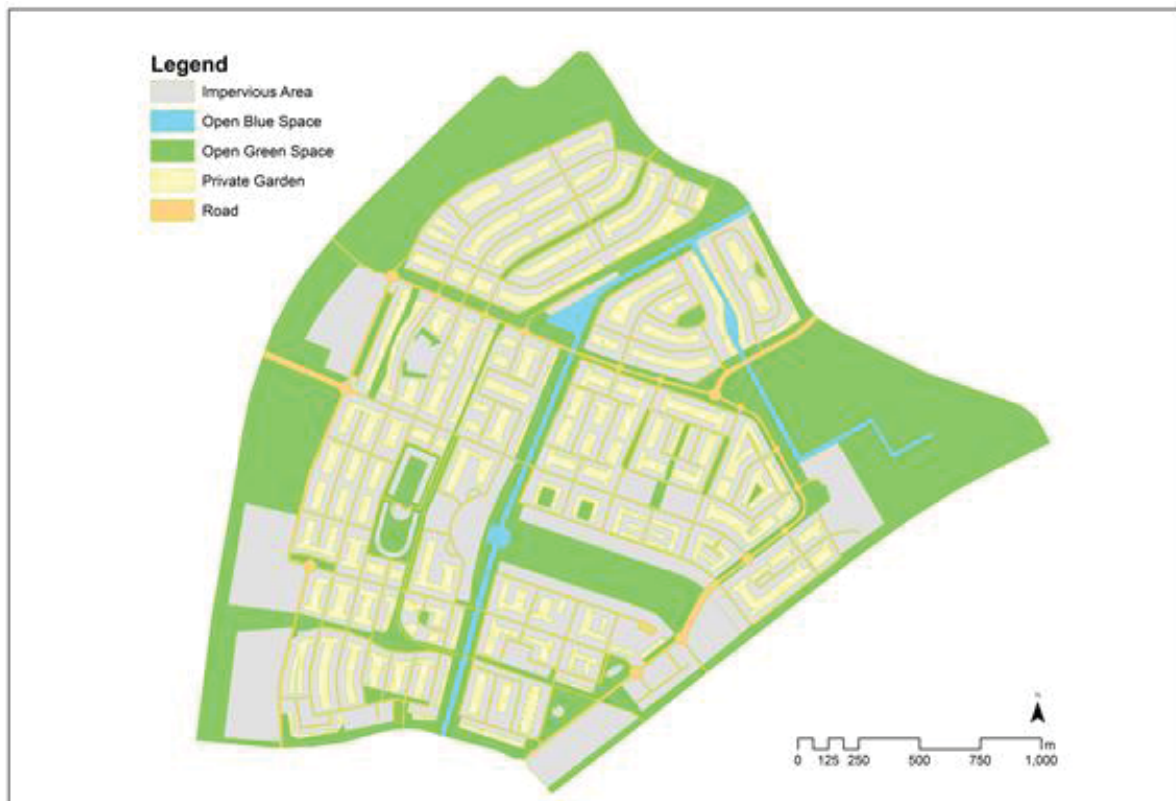 Legend
Impervious Area
Open Blue Space
Open Green Space
Private Garden
Road
N
0 125 250 500 750 1,000 m